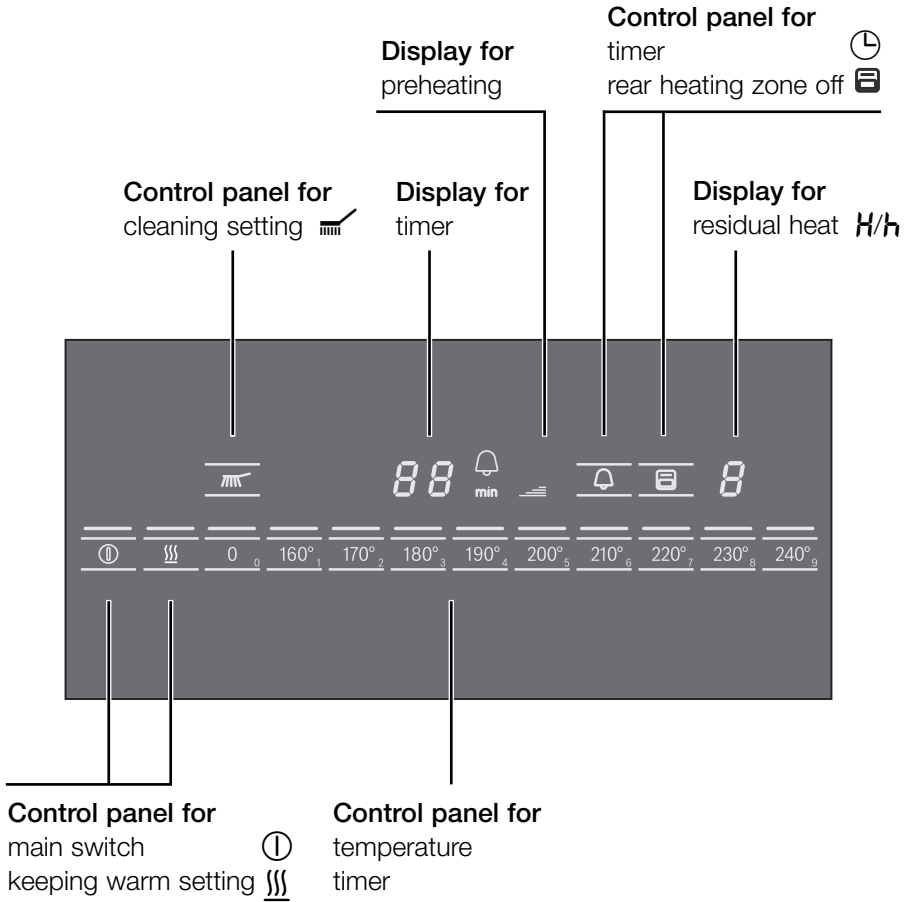 Control panel for
timer
rear heating zone off
Display for
preheating
Control panel for
cleaning setting
Display for
timer
Display for
residual heat H/h
88 min 8
0 0 160° 1 170° 2 180° 3 190° 4 200° 5 210° 6 220° 7 230° 8 240° 9
Control panel for
main switch
keeping warm setting
Control panel for
temperature
timer